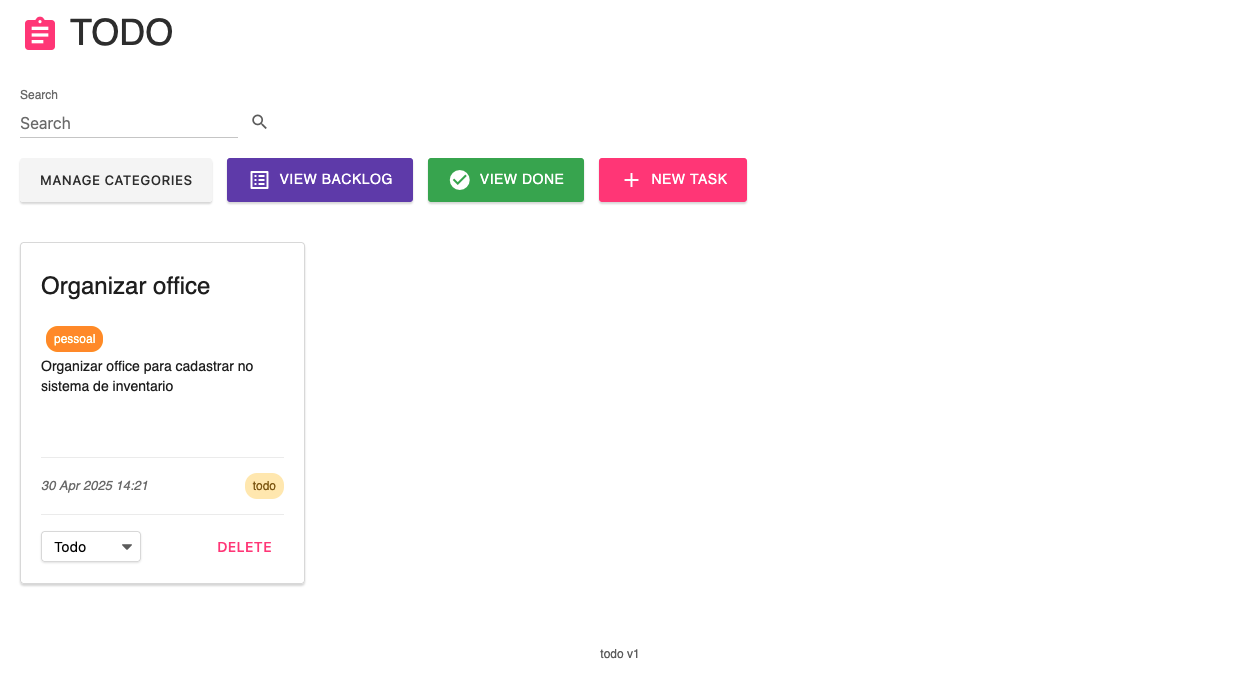 TODO
Search
Search
MANAGE CATEGORIES VIEW BACKLOG VIEW DONE NEW TASK
Organizar office
pessoal
Organizar office para cadastrar no
sistema de inventario
30 Apr 2025 14:21 todo
Todo DELETE
todo v1